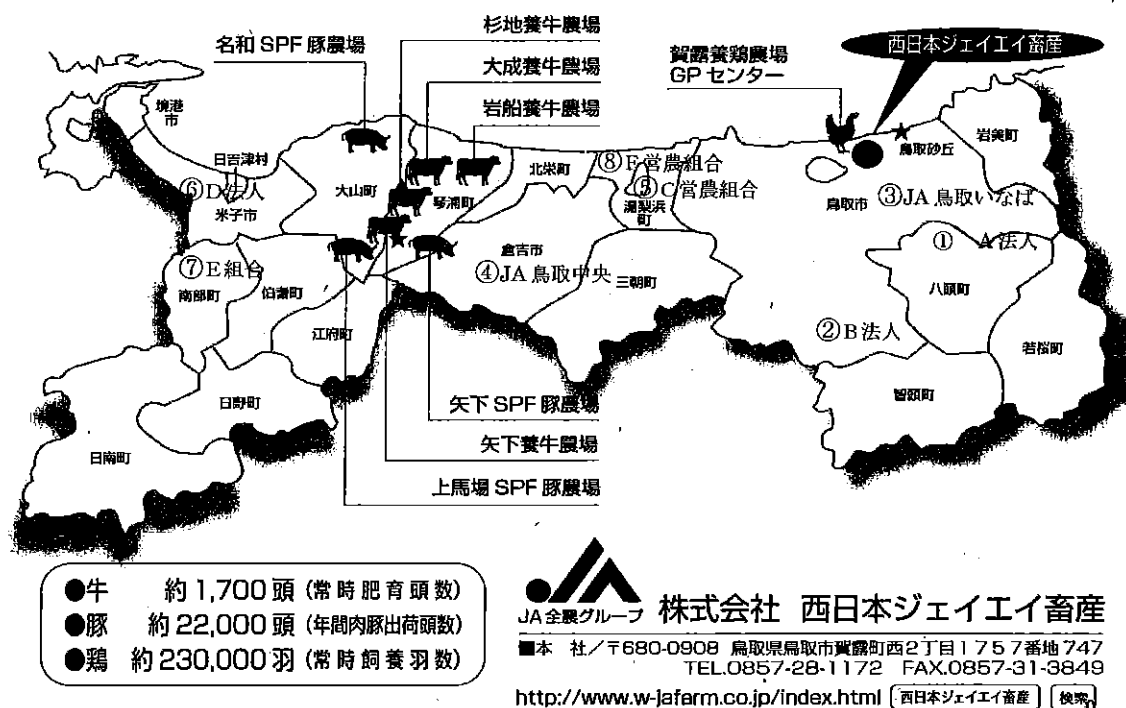 杉地養牛農場
名和SPF豚農場
大成養牛農場
岩船養牛農場
賀露養鶏農場
GPセンター
西日本ジェイエイ畜産
境港市
日吉津村
⑥D法人
米子市
大山町
琴浦町
北栄町
⑧F営農組合
⑤C営農組合
湯梨浜町
鳥取砂丘
岩美町
鳥取市
③JA鳥取いなば
① A法人
八頭町
⑦E組合
南部町
伯耆町
江府町
倉吉市
④JA鳥取中央
三朝町
②B法人
若桜町
智頭町
日野町
日南町
矢下SPF豚農場
矢下養牛農場
上馬場SPF豚農場
●牛 約1,700頭(常時肥育頭数)
●豚 約22,000頭(年間肉豚出荷頭数)
●鶏 約230,000羽(常時飼養羽数)
JA全農グループ 株式会社 西日本ジェイエイ畜産
■本 社/〒680-0908 鳥取県鳥取市賀露町西2丁目1757番地747
TEL.0857-28-1172 FAX.0857-31-3849
http://www.w-jafarm.co.jp/index.html 西日本ジェイエイ畜産 検索